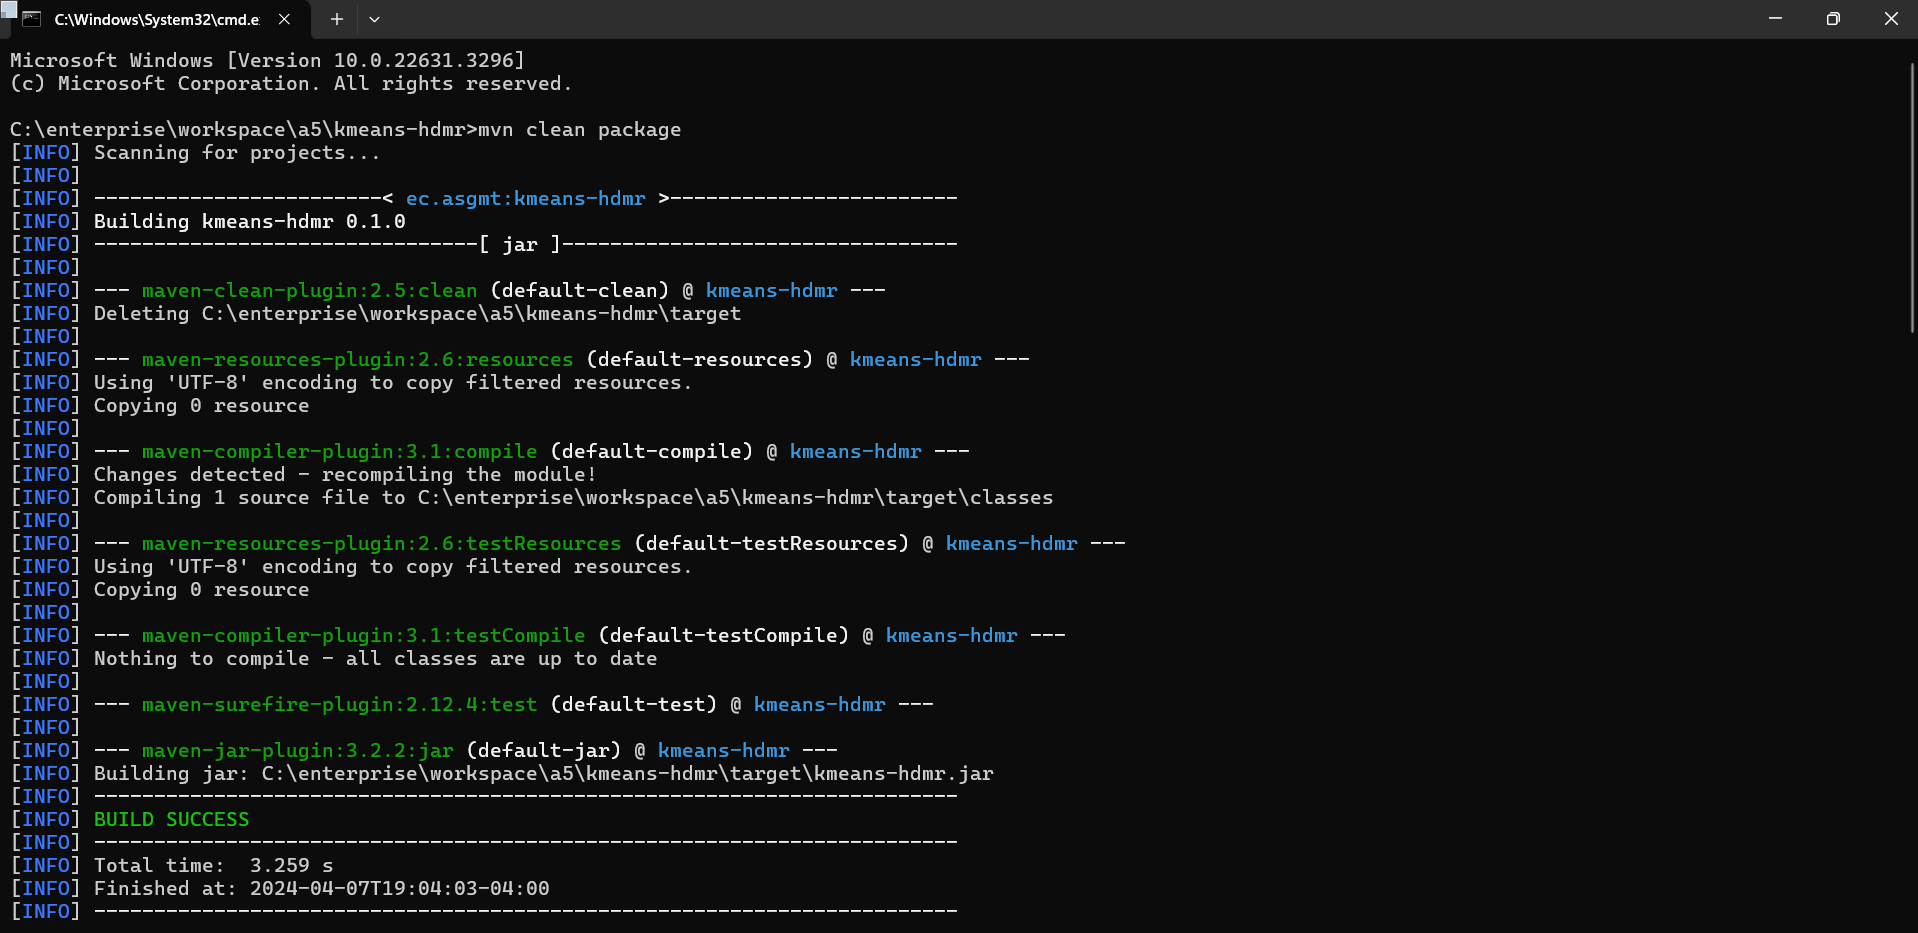 C:\Windows\System32\cmd.e
Microsoft Windows [Version 10.0.22631.3296]
(c) Microsoft Corporation. All rights reserved.
C:\enterprise\workspace\a5\kmeans-hdmr>mvn clean package
[INFO] Scanning for projects...
[INFO]
[INFO] ------------------------< ec.asgmt:kmeans-hdmr >------------------------
[INFO] Building kmeans-hdmr 0.1.0
[INFO] --------------------------------[ jar ]---------------------------------
[INFO]
[INFO] --- maven-clean-plugin:2.5:clean (default-clean) @ kmeans-hdmr ---
[INFO] Deleting C:\enterprise\workspace\a5\kmeans-hdmr\target
[INFO]
[INFO] --- maven-resources-plugin:2.6:resources (default-resources) @ kmeans-hdmr ---
[INFO] Using 'UTF-8' encoding to copy filtered resources.
[INFO] Copying 0 resource
[INFO]
[INFO] --- maven-compiler-plugin:3.1:compile (default-compile) @ kmeans-hdmr ---
[INFO] Changes detected - recompiling the module!
[INFO] Compiling 1 source file to C:\enterprise\workspace\a5\kmeans-hdmr\target\classes
[INFO]
[INFO] --- maven-resources-plugin:2.6:testResources (default-testResources) @ kmeans-hdmr ---
[INFO] Using 'UTF-8' encoding to copy filtered resources.
[INFO] Copying 0 resource
[INFO]
[INFO] --- maven-compiler-plugin:3.1:testCompile (default-testCompile) @ kmeans-hdmr ---
[INFO] Nothing to compile - all classes are up to date
[INFO]
[INFO] --- maven-surefire-plugin:2.12.4:test (default-test) @ kmeans-hdmr ---
[INFO]
[INFO] --- maven-jar-plugin:3.2.2:jar (default-jar) @ kmeans-hdmr ---
[INFO] Building jar: C:\enterprise\workspace\a5\kmeans-hdmr\target\kmeans-hdmr.jar
[INFO] ------------------------------------------------------------------------
[INFO] BUILD SUCCESS
[INFO] ------------------------------------------------------------------------
[INFO] Total time:  3.259 s
[INFO] Finished at: 2024-04-07T19:04:03-04:00
[INFO] ------------------------------------------------------------------------